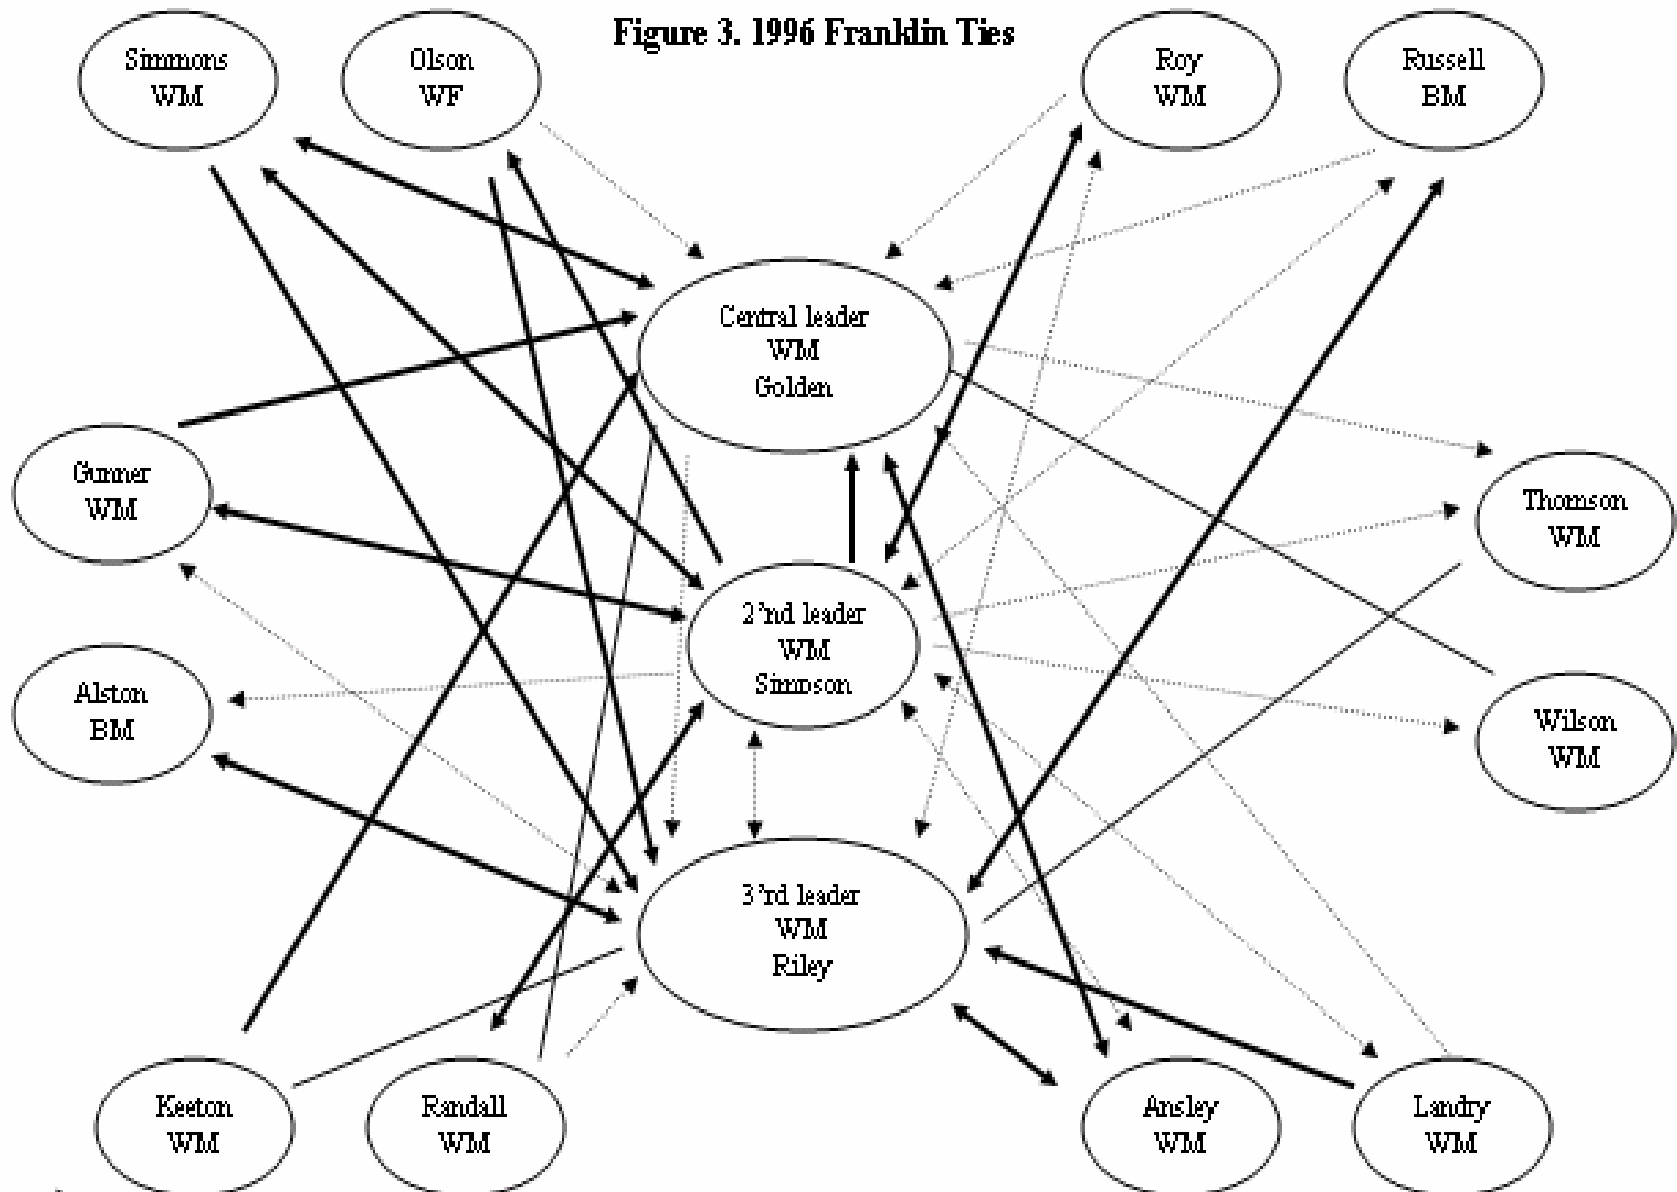 Figure 3. 1996 Franklin Ties
Simmons
WM
Olson
WF
Roy
WM
Russell
BM
Central leader
WM
Golden
Gunner
WM
Thomson
WM
2'nd leader
WM
Simpson
Alston
BM
Wilson
WM
3'rd leader
WM
Riley
Keeton
WM
Randall
WM
Ansley
WM
Landry
WM